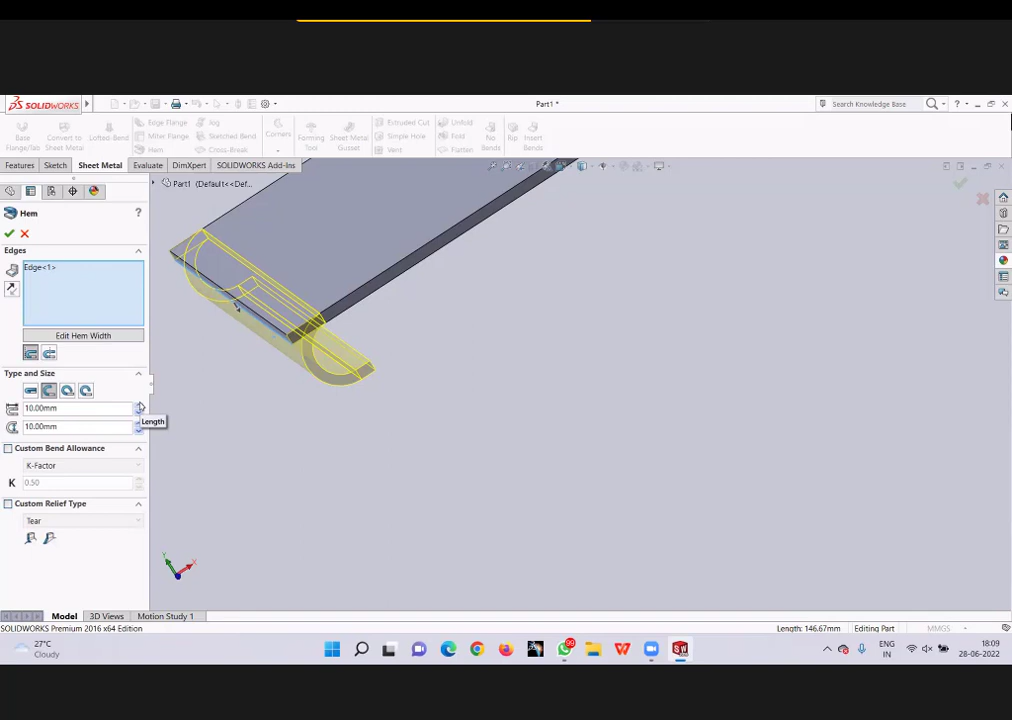 SOLIDWORKS
Part1 *
Search Knowledge Base
Base Flange/Tab
Convert to Sheet Metal
Lofted-Bend
Edge Flange
Miter Flange
Hem
Jog
Sketched Bend
Cross-Break
Corners
Forming Tool
Sheet Metal Gusset
Extruded Cut
Simple Hole
Vent
Unfold
Fold
Flatten
No Bends
Rip
Insert Bends
Features
Sketch
Sheet Metal
Evaluate
DimXpert
SOLIDWORKS Add-Ins
Part1 (Default<<Def...
Hem
?
Edges
Edge<1>
Edit Hem Width
Type and Size
10.00mm
Length
10.00mm
Custom Bend Allowance
K-Factor
K
0.50
Custom Relief Type
Tear
Y
X
Model
3D Views
Motion Study 1
SOLIDWORKS Premium 2016 x64 Edition
Length: 146.67mm
Editing Part
MMGS
27°C
Cloudy
99
SW
ENG
IN
18:09
28-06-2022